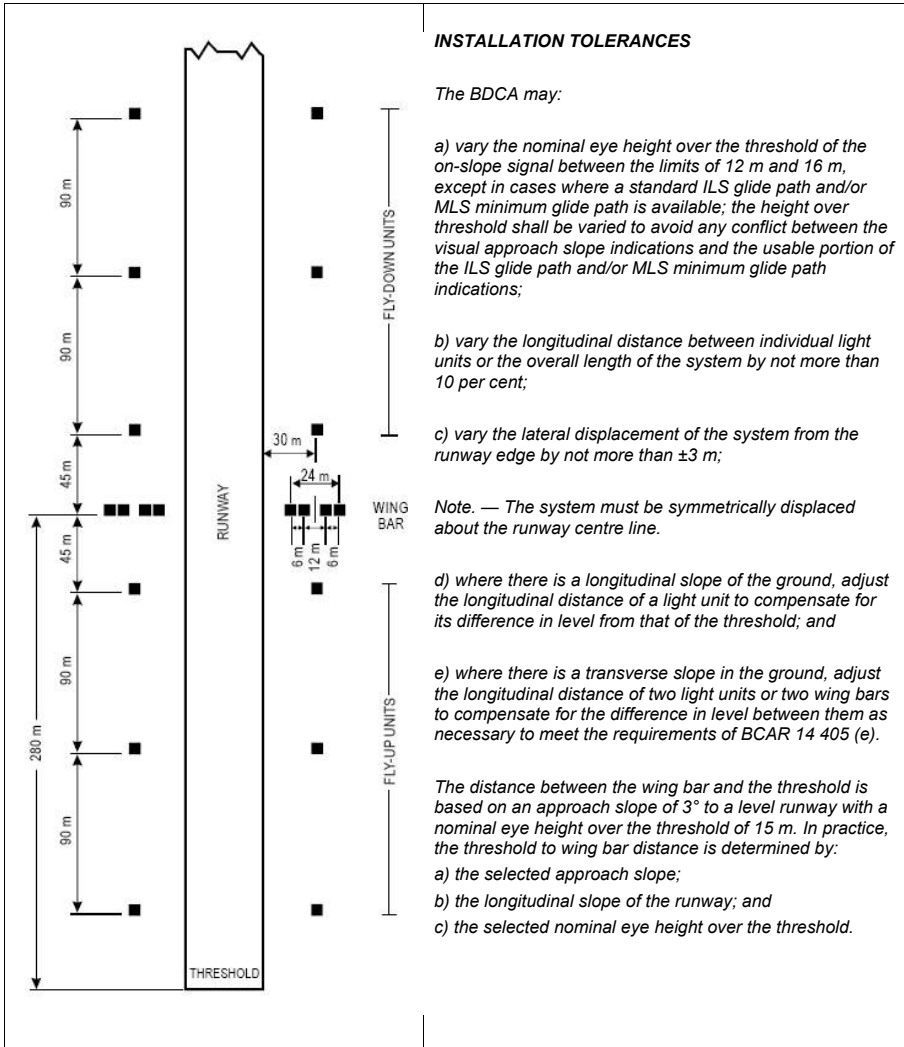 90 m
90 m
45 m
45 m
90 m
280 m
90 m
RUNWAY
THRESHOLD
FLY-DOWN UNITS
30 m
24 m
WING
BAR
6 m
12 m
6 m
FLY-UP UNITS
INSTALLATION TOLERANCES
The BDCA may:
a) vary the nominal eye height over the threshold of the
on-slope signal between the limits of 12 m and 16 m,
except in cases where a standard ILS glide path and/or
MLS minimum glide path is available; the height over
threshold shall be varied to avoid any conflict between the
visual approach slope indications and the usable portion of
the ILS glide path and/or MLS minimum glide path
indications;
b) vary the longitudinal distance between individual light
units or the overall length of the system by not more than
10 per cent;
c) vary the lateral displacement of the system from the
runway edge by not more than ±3 m;
Note. — The system must be symmetrically displaced
about the runway centre line.
d) where there is a longitudinal slope of the ground, adjust
the longitudinal distance of a light unit to compensate for
its difference in level from that of the threshold; and
e) where there is a transverse slope in the ground, adjust
the longitudinal distance of two light units or two wing bars
to compensate for the difference in level between them as
necessary to meet the requirements of BCAR 14 405 (e).
The distance between the wing bar and the threshold is
based on an approach slope of 3° to a level runway with a
nominal eye height over the threshold of 15 m. In practice,
the threshold to wing bar distance is determined by:
a) the selected approach slope;
b) the longitudinal slope of the runway; and
c) the selected nominal eye height over the threshold.